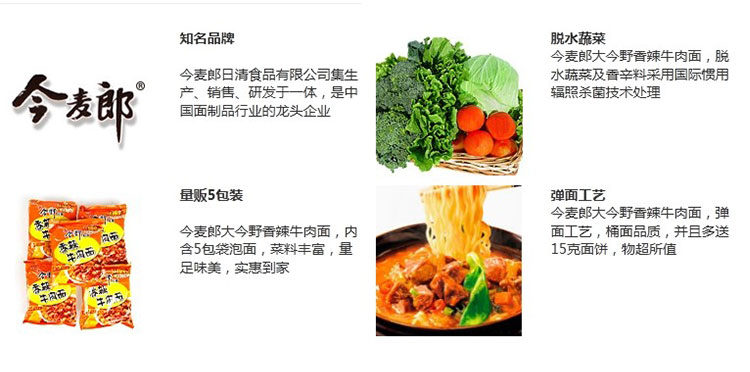 今麦郎®
知名品牌
今麦郎日清食品有限公司集生
产、销售、研发于一体，是中
国面制品行业的龙头企业
脱水蔬菜
今麦郎大今野香辣牛肉面，脱
水蔬菜及香辛料采用国际惯用
辐照杀菌技术处理
量贩5包装
今麦郎大今野香辣牛肉面，内
含5包袋泡面，菜料丰富，量
足味美，实惠到家
香辣
牛肉面
香辣
牛肉面
弹面工艺
今麦郎大今野香辣牛肉面，弹
面工艺，桶面品质，并且多送
15克面饼，物超所值